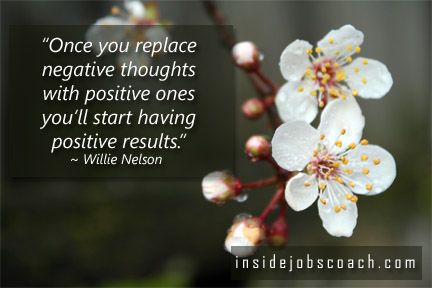 “Once you replace
negative thoughts
with positive ones
you’ll start having
positive results.”
~ Willie Nelson
insidejobscoach.com